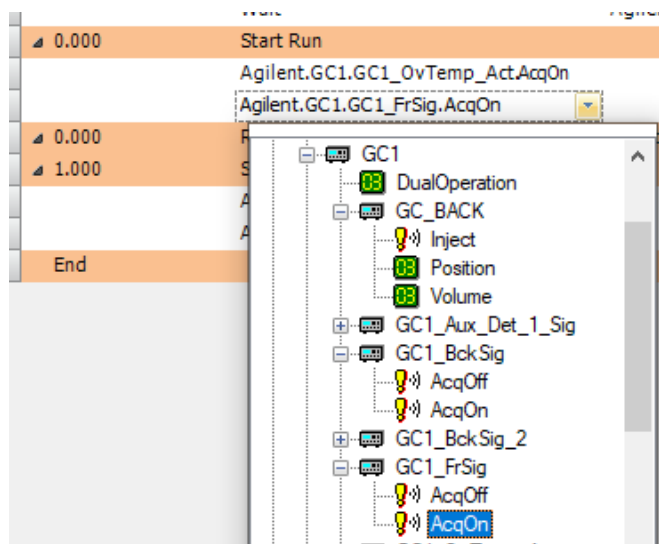 0.000 Start Run
Agilent.GC1.GC1_OvTemp_Act.AcqOn
Agilent.GC1.GC1_FrSig.AcqOn
0.000
GC1
1.000
DualOperation
GC_BACK
Inject
End
Position
Volume
GC1_Aux_Det_1_Sig
GC1_BckSig
AcqOff
AcqOn
GC1_BckSig_2
GC1_FrSig
AcqOff
AcqOn